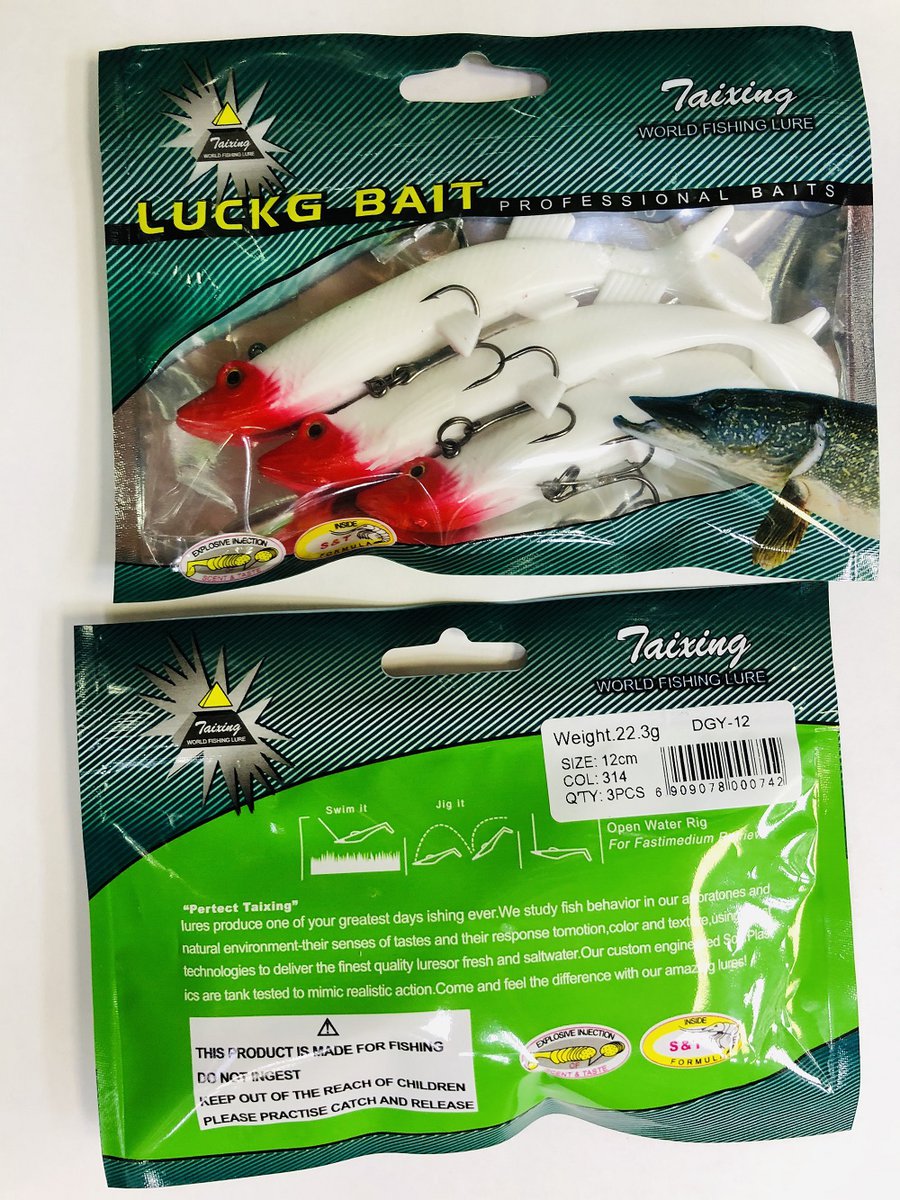 Taixing
WORLD FISHING LURE
Taixing
WORLD FISHING LURE
LUCKG BAIT
PROFESSIONAL BAITS
EXPLOSIVE INJECTION
SCENT & TASTE
INSIDE
S&T
FORMULA
Taixing
WORLD FISHING LURE
Taixing
WORLD FISHING LURE
Weight.22.3g DGY-12
SIZE: 12cm
COL: 314
Q'TY: 3PCS
6 909078 000742
Swim it
Jig it
Open Water Rig
For Fastimedium
"Perfect Taixing"
lures produce one of your greatest days ishing ever.We study fish behavior in our and
natural environment-their senses of tastes and their response tomotion,color and texture,using
technologies to deliver the finest quality luresor fresh and saltwater.Our custom engineered
ics are tank tested to mimic realistic action.Come and feel the difference with our amazing lures!
THIS PRODUCT IS MADE FOR FISHING
DO NOT INGEST
KEEP OUT OF THE REACH OF CHILDREN
PLEASE PRACTISE CATCH AND RELEASE
EXPLOSIVE INJECTION
OF
SCENT & TASTE
INSIDE
S&T
FORMULA